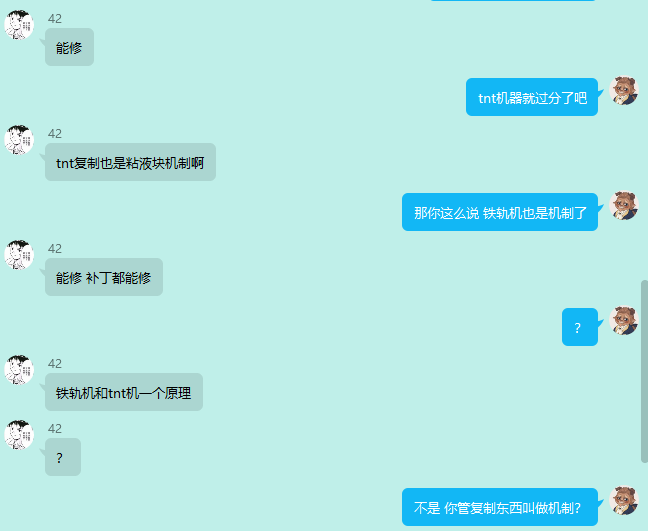 42
能修
tnt机器就过分了吧
42
tnt复制也是粘液块机制啊
那你这么说 铁轨机也是机制了
42
能修 补丁都能修
?
42
铁轨机和tnt机一个原理
42
?
不是 你管复制东西叫做机制?